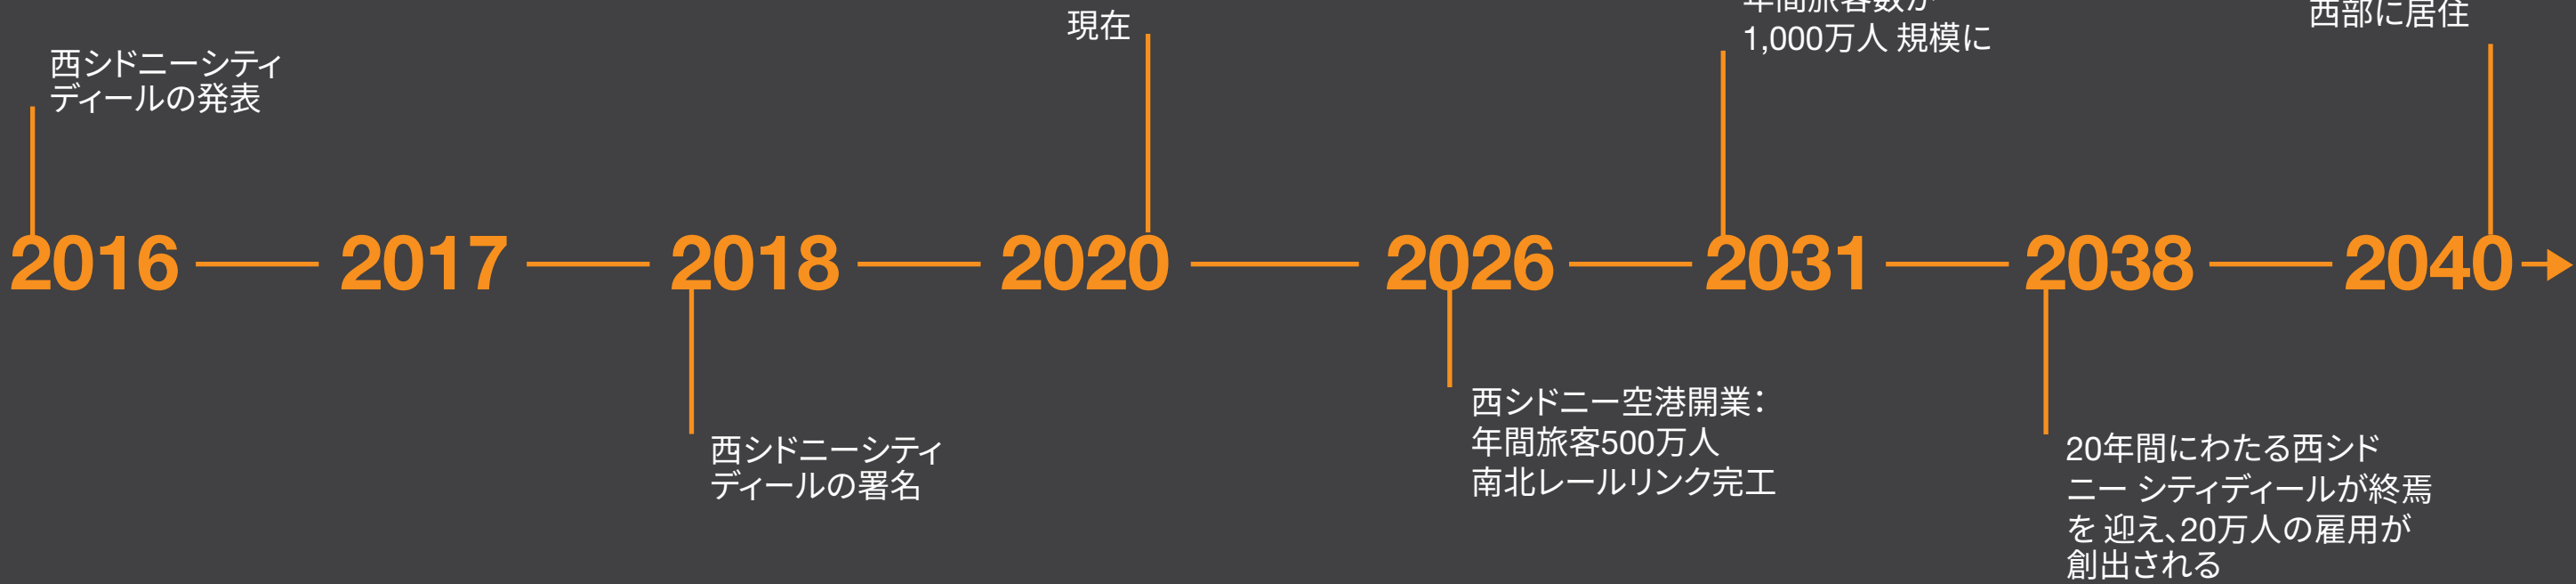 現在
年間旅客数が
1,000万人 規模に
西部に居住
西シドニーシティ
ディールの発表
2016
2017
2018
2020
2026
2031
2038
2040
西シドニーシティ
ディールの署名
西シドニー空港開業：
年間旅客500万人
南北レールリンク完工
20年間にわたる西シド
ニー シティディールが終焉
を 迎え、20万人の雇用が
創出される